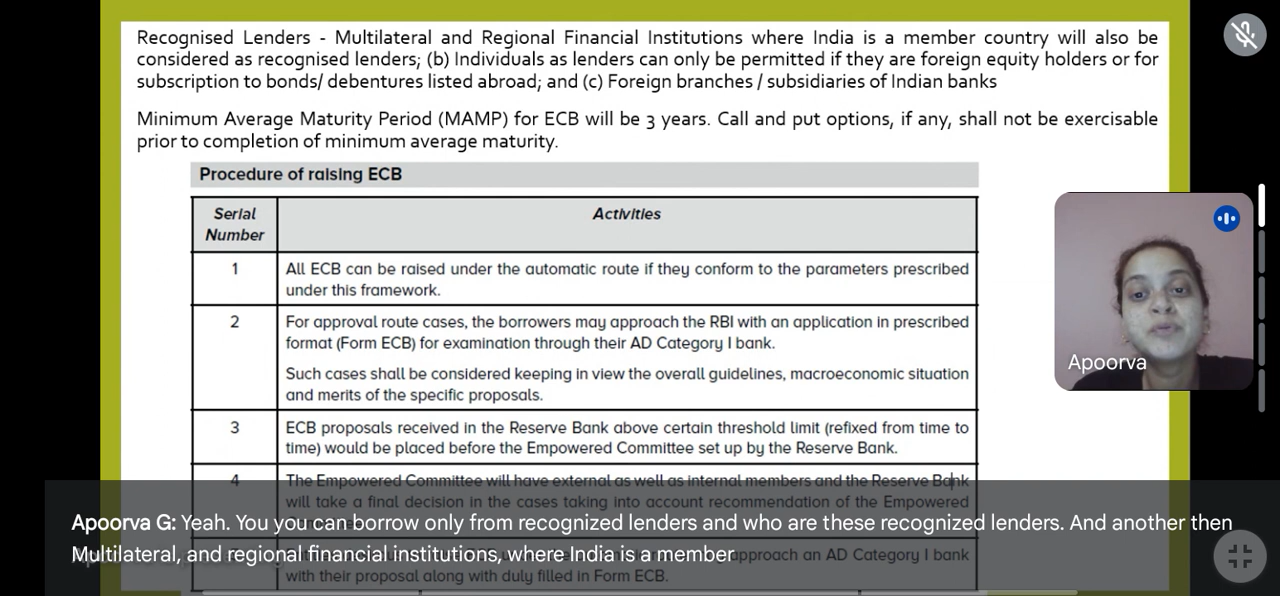 Recognised Lenders - Multilateral and Regional Financial Institutions where India is a member country will also be
considered as recognised lenders; (b) Individuals as lenders can only be permitted if they are foreign equity holders or for
subscription to bonds/ debentures listed abroad; and (c) Foreign branches / subsidiaries of Indian banks
Minimum Average Maturity Period (MAMP) for ECB will be 3 years. Call and put options, if any, shall not be exercisable
prior to completion of minimum average maturity.
Procedure of raising ECB
Serial Number
Activities
1
All ECB can be raised under the automatic route if they conform to the parameters prescribed
under this framework.
2
For approval route cases, the borrowers may approach the RBI with an application in prescribed
format (Form ECB) for examination through their AD Category I bank.
Such cases shall be considered keeping in view the overall guidelines, macroeconomic situation
and merits of the specific proposals.
3
ECB proposals received in the Reserve Bank above certain threshold limit (refixed from time to
time) would be placed before the Empowered Committee set up by the Reserve Bank.
4
The Empowered Committee will have external as well as internal members and the Reserve Bank
will take a final decision in the cases taking into account recommendation of the Empowered
approach an AD Category I bank
with their proposal along with duly filled in Form ECB.
Apoorva
Apoorva G: Yeah. You you can borrow only from recognized lenders and who are these recognized lenders. And another then
Multilateral, and regional financial institutions, where India is a member